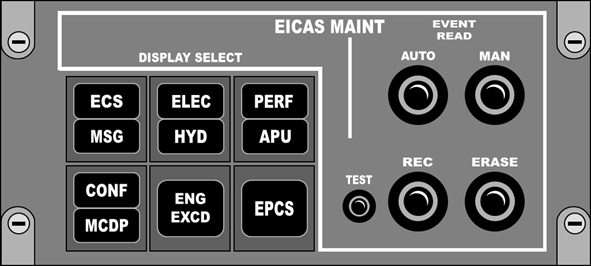 EICAS MAINT
EVENT
READ
DISPLAY SELECT
AUTO
MAN
ECS
MSG
ELEC
HYD
PERF
APU
CONF
MCDP
ENG
EXCD
EPCS
TEST
REC
ERASE